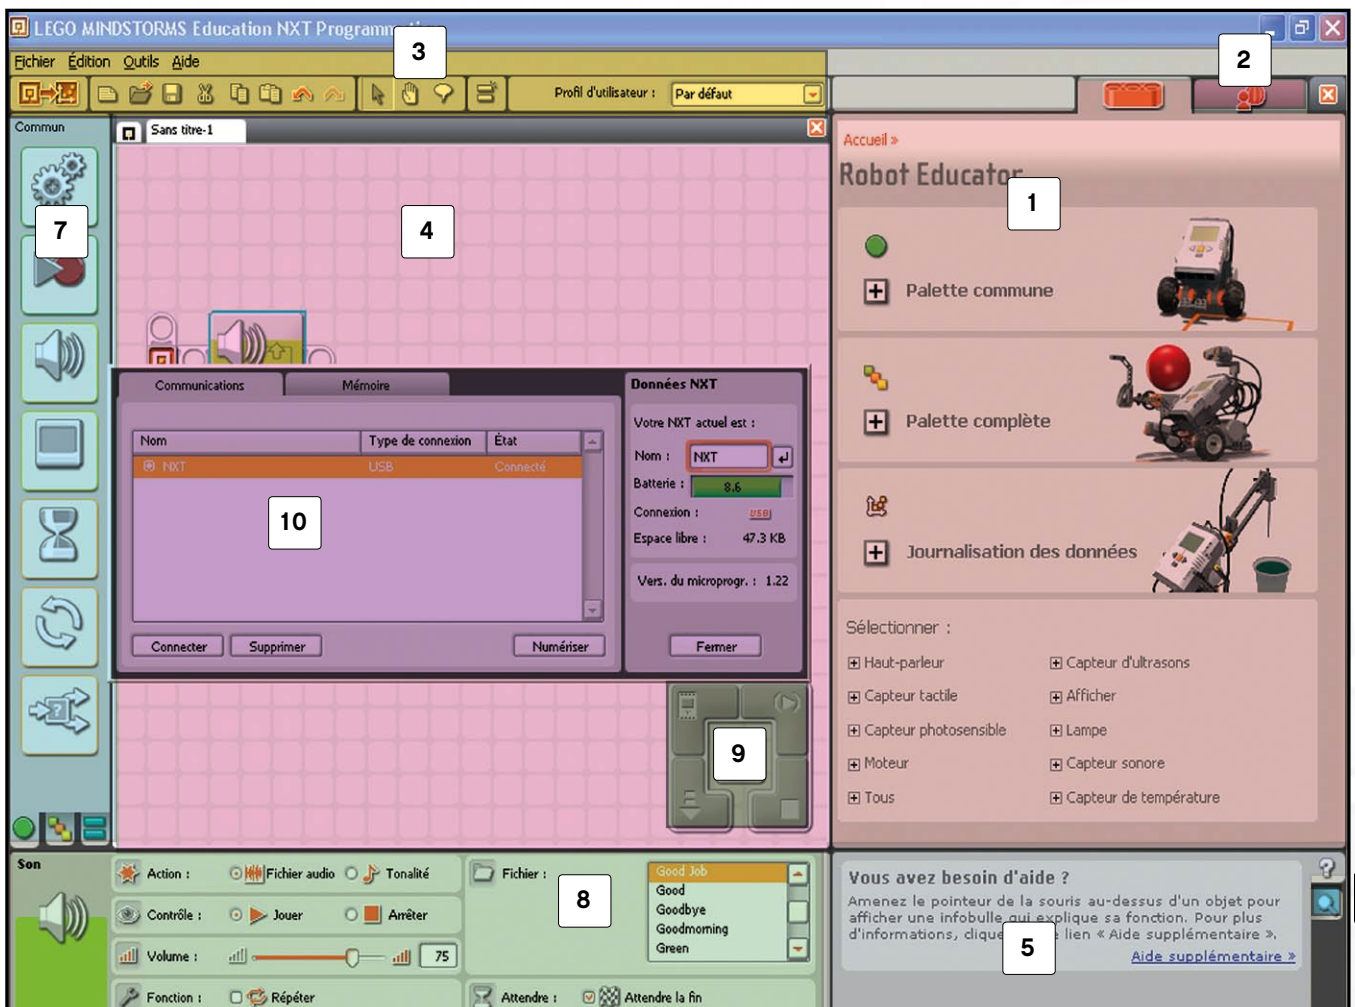 LEGO MINDSTORMS Education NXT
3
Fichier Édition Outils Aide
2
Profil d'utilisateur : Par défaut
Commun
Sans titre-1
Accueil »
Robot Educator
1
7
4
Palette commune
Palette complète
Journalisation des données
Communications Mémoire
Données NXT
Votre NXT actuel est :
Nom Type de connexion État
Nom : NXT
NXT USB Connecté
Batterie : 8.6
10
Connexion : USB
Espace libre : 47.3 KB
Vers. du microprogr. : 1.22
Connecter Supprimer Numériser Fermer
Sélectionner :
Haut-parleur Capteur d'ultrasons
Capteur tactile Afficher
Capteur photosensible Lampe
Moteur Capteur sonore
Tous Capteur de température
9
Son
Action : Fichier audio Tonalité
Contrôle : Jouer Arrêter
Volume : 75
Fonction : Répéter
Fichier :
8
Good Job
Good
Goodbye
Goodmorning
Green
Attendre : Attendre la fin
Vous avez besoin d'aide ?
Amenez le pointeur de la souris au-dessus d'un objet pour
afficher une infobulle qui explique sa fonction. Pour plus
d'informations, lien « Aide supplémentaire ».
5
Aide supplémentaire »
?